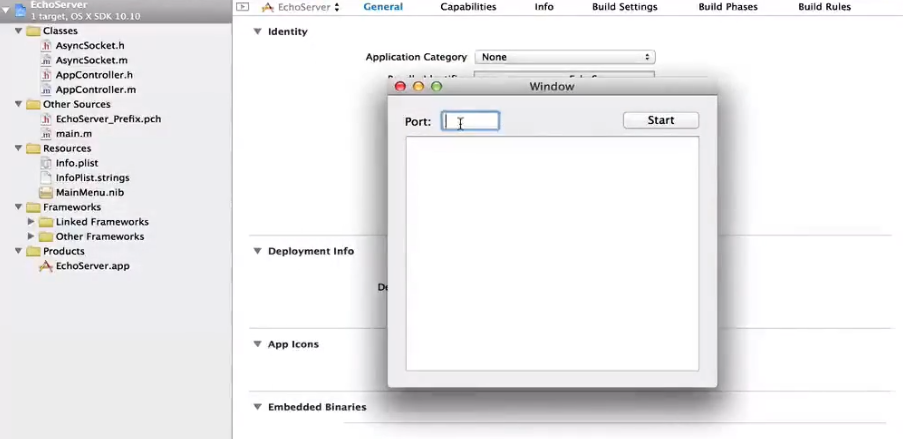 EchoServer
1 target, OS X SDK 10.10
Classes
AsyncSocket.h
AsyncSocket.m
AppController.h
AppController.m
Other Sources
EchoServer_Prefix.pch
main.m
Resources
Info.plist
InfoPlist.strings
MainMenu.nib
Frameworks
Linked Frameworks
Other Frameworks
Products
EchoServer.app
EchoServer General Capabilities Info Build Settings Build Phases Build Rules
Identity
Application Category None
Window
Port: Start
Deployment Info
De
App Icons
Embedded Binaries